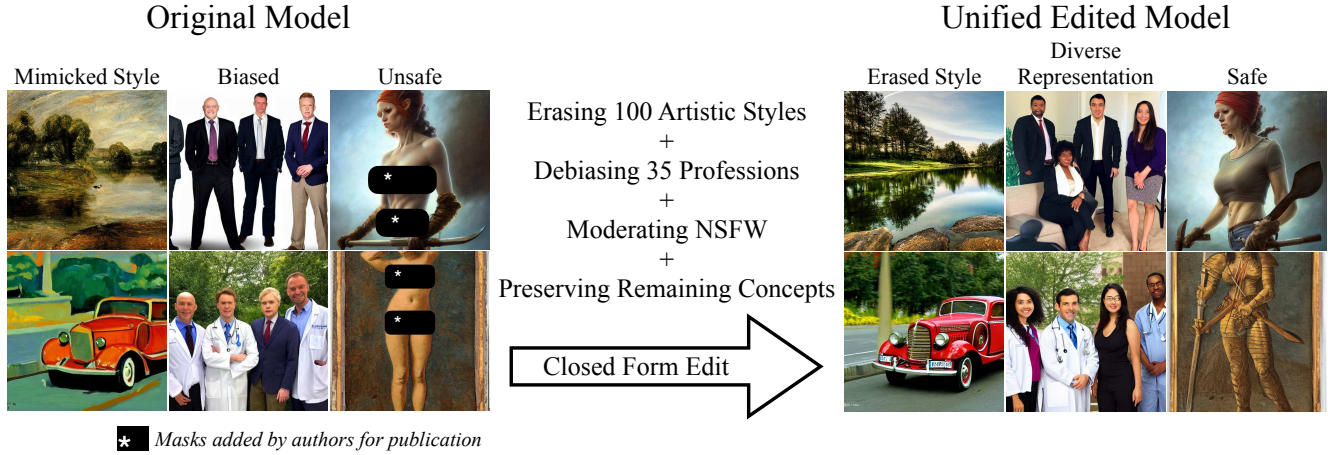 Original Model
Unified Edited Model
Mimicked Style
Biased
Unsafe
Erased Style
Diverse
Representation
Safe
Erasing 100 Artistic Styles
+
Debiasing 35 Professions
+
Moderating NSFW
+
Preserving Remaining Concepts
Closed Form Edit
*
*
*
*
* Masks added by authors for publication